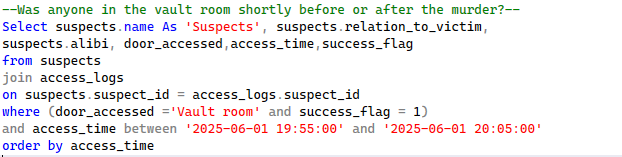 --Was anyone in the vault room shortly before or after the murder?--
Select suspects.name As 'Suspects', suspects.relation_to_victim,
suspects.alibi, door_accessed,access_time,success_flag
from suspects
join access_logs
on suspects.suspect_id = access_logs.suspect_id
where (door_accessed ='Vault room' and success_flag = 1)
and access_time between '2025-06-01 19:55:00' and '2025-06-01 20:05:00'
order by access_time